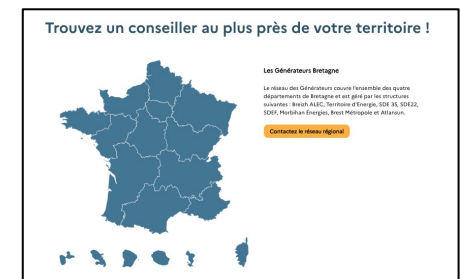 Trouvez un conseiller au plus près de votre territoire !
Les Générateurs Bretagne
Le réseau des Générateurs couvre l'ensemble des quatre
départements de Bretagne et est géré par les structures
suivantes : Breizh ALEC, Territoire d'Energie, SDE 35, SDE22,
SDEF, Morbihan Energies, Brest Métropole et Atlansun.
Contactez le réseau régional